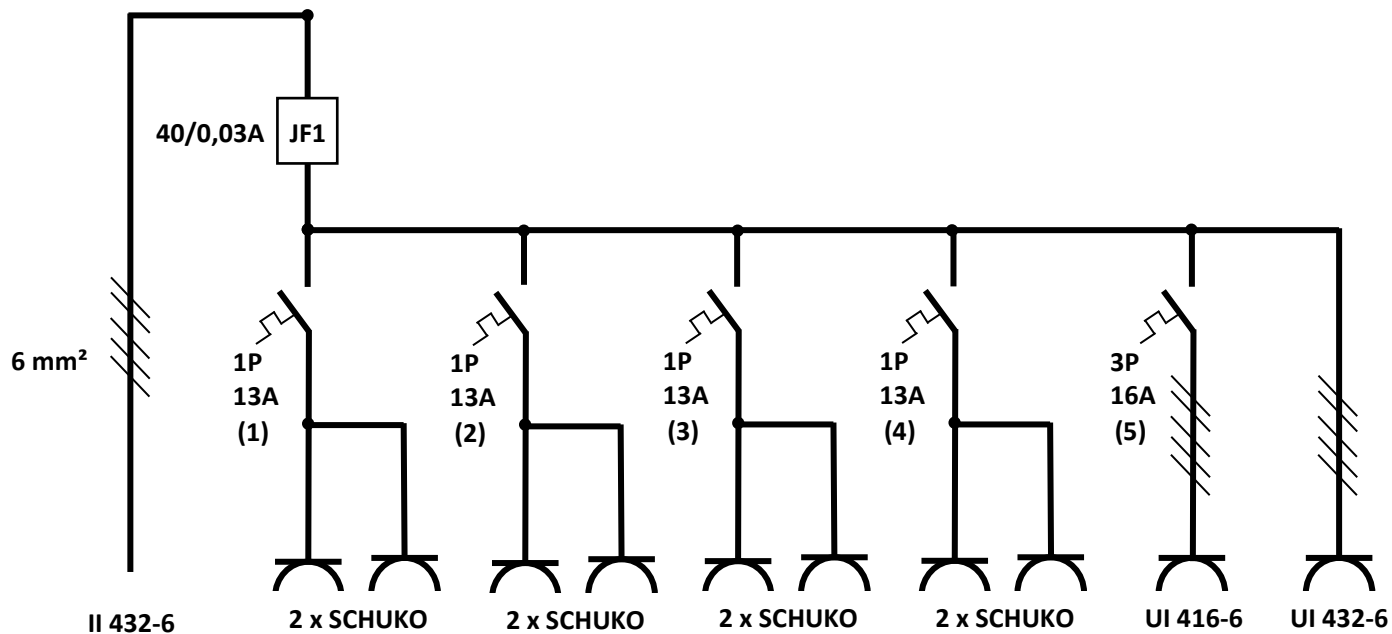 40/0,03A
JF1
6 mm²
1P
13A
(1)
1P
13A
(2)
1P
13A
(3)
1P
13A
(4)
3P
16A
(5)
II 432-6
2 x SCHUKO
2 x SCHUKO
2 x SCHUKO
2 x SCHUKO
UI 416-6
UI 432-6